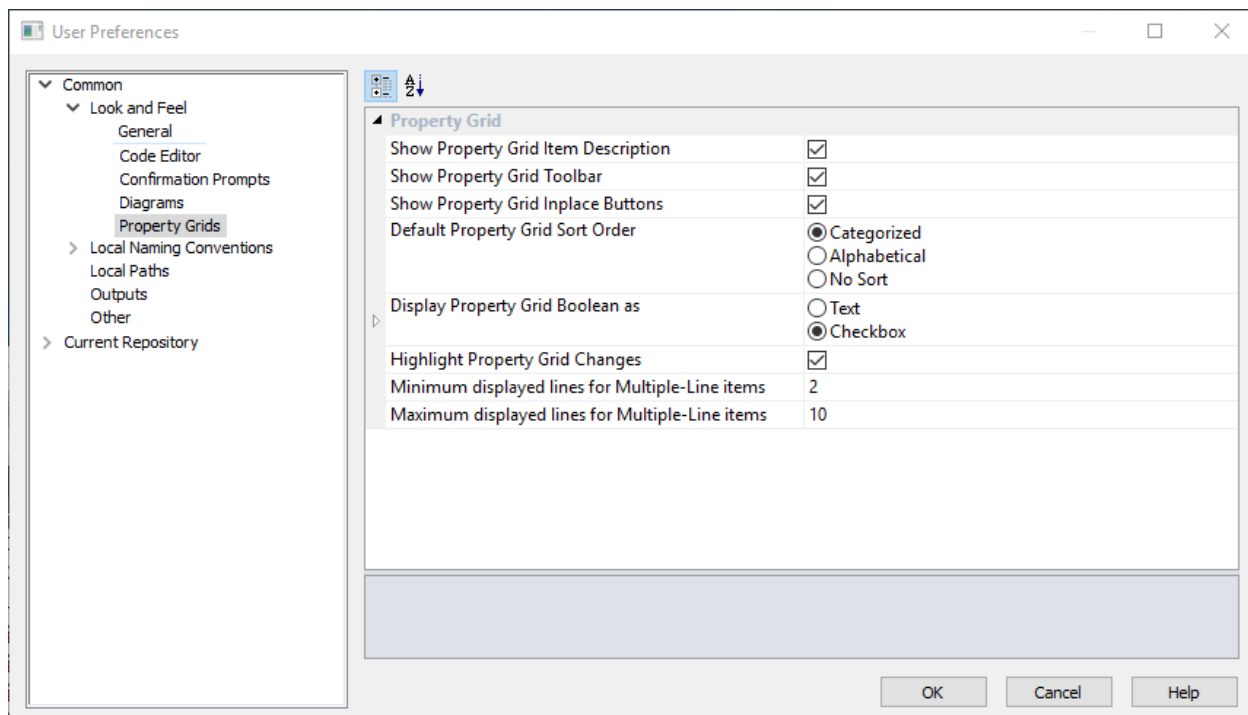 User Preferences
Common
Look and Feel
General
Code Editor
Confirmation Prompts
Diagrams
Property Grids
Local Naming Conventions
Local Paths
Outputs
Other
Current Repository
Property Grid
Show Property Grid Item Description
Show Property Grid Toolbar
Show Property Grid Inplace Buttons
Default Property Grid Sort Order
Categorized
Alphabetical
No Sort
Display Property Grid Boolean as
Text
Checkbox
Highlight Property Grid Changes
Minimum displayed lines for Multiple-Line items 2
Maximum displayed lines for Multiple-Line items 10
OK Cancel Help